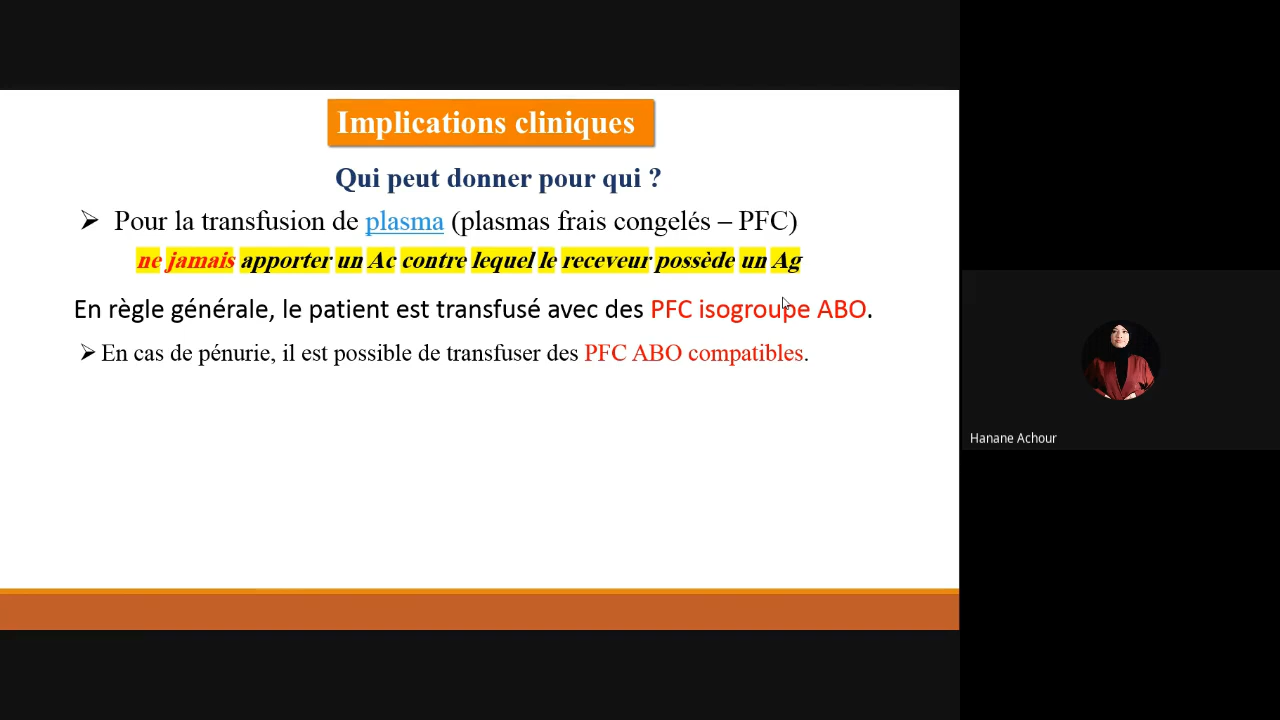 Implications cliniques
Qui peut donner pour qui ?
➢ Pour la transfusion de plasma (plasmas frais congelés – PFC)
ne jamais apporter un Ac contre lequel le receveur possède un Ag
En règle générale, le patient est transfusé avec des PFC isogroupe ABO.
➢ En cas de pénurie, il est possible de transfuser des PFC ABO compatibles.
Hanane Achour